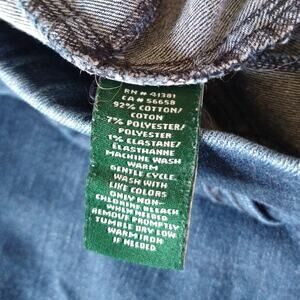 RN # 41381
CA # 56658
92% COTTON/
COTON
7% POLYESTER/
POLYESTER
1% ELASTANE/
ELASTHANNE
MACHINE WASH
WARM
GENTLE CYCLE
WASH WITH
LIKE COLORS
ONLY NON-
CHLORINE BLEACH
WHEN NEEDED
REMOVE PROMPTLY
TUMBLE DRY LOW
WARM IRON
IF NEEDED